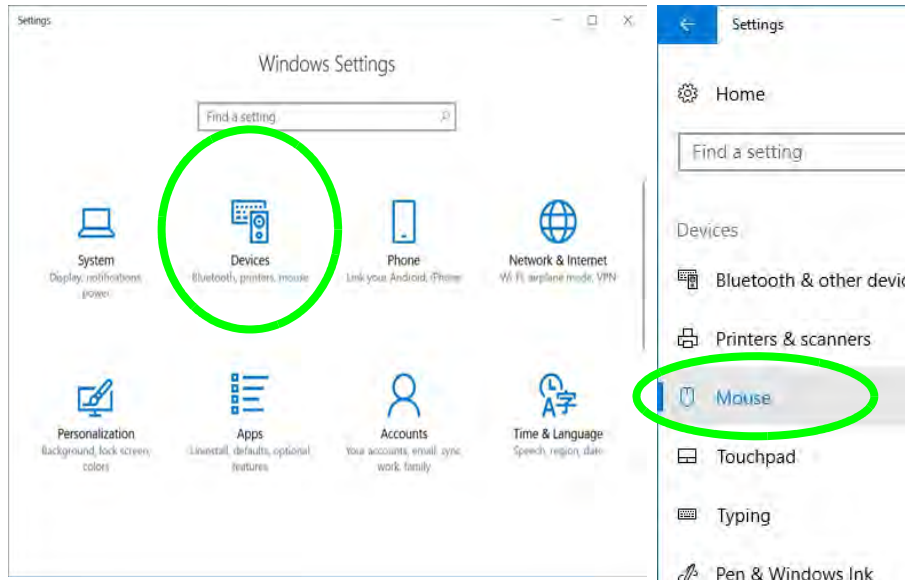 Settings
Windows Settings
Find a setting
System
Display, notifications,
power
Devices
Bluetooth, printers, mouse
Phone
Link your Android, iPhone
Network & Internet
Wi-Fi, airplane mode, VPN
Personalization
Background, lock screen,
colors
Apps
Uninstall, defaults, optional
features
Accounts
Your accounts, email, sync,
work, family
Time & Language
Speech, region, date
Settings
Home
Find a setting
Devices
Bluetooth & other devic
Printers & scanners
Mouse
Touchpad
Typing
Pen & Windows Ink